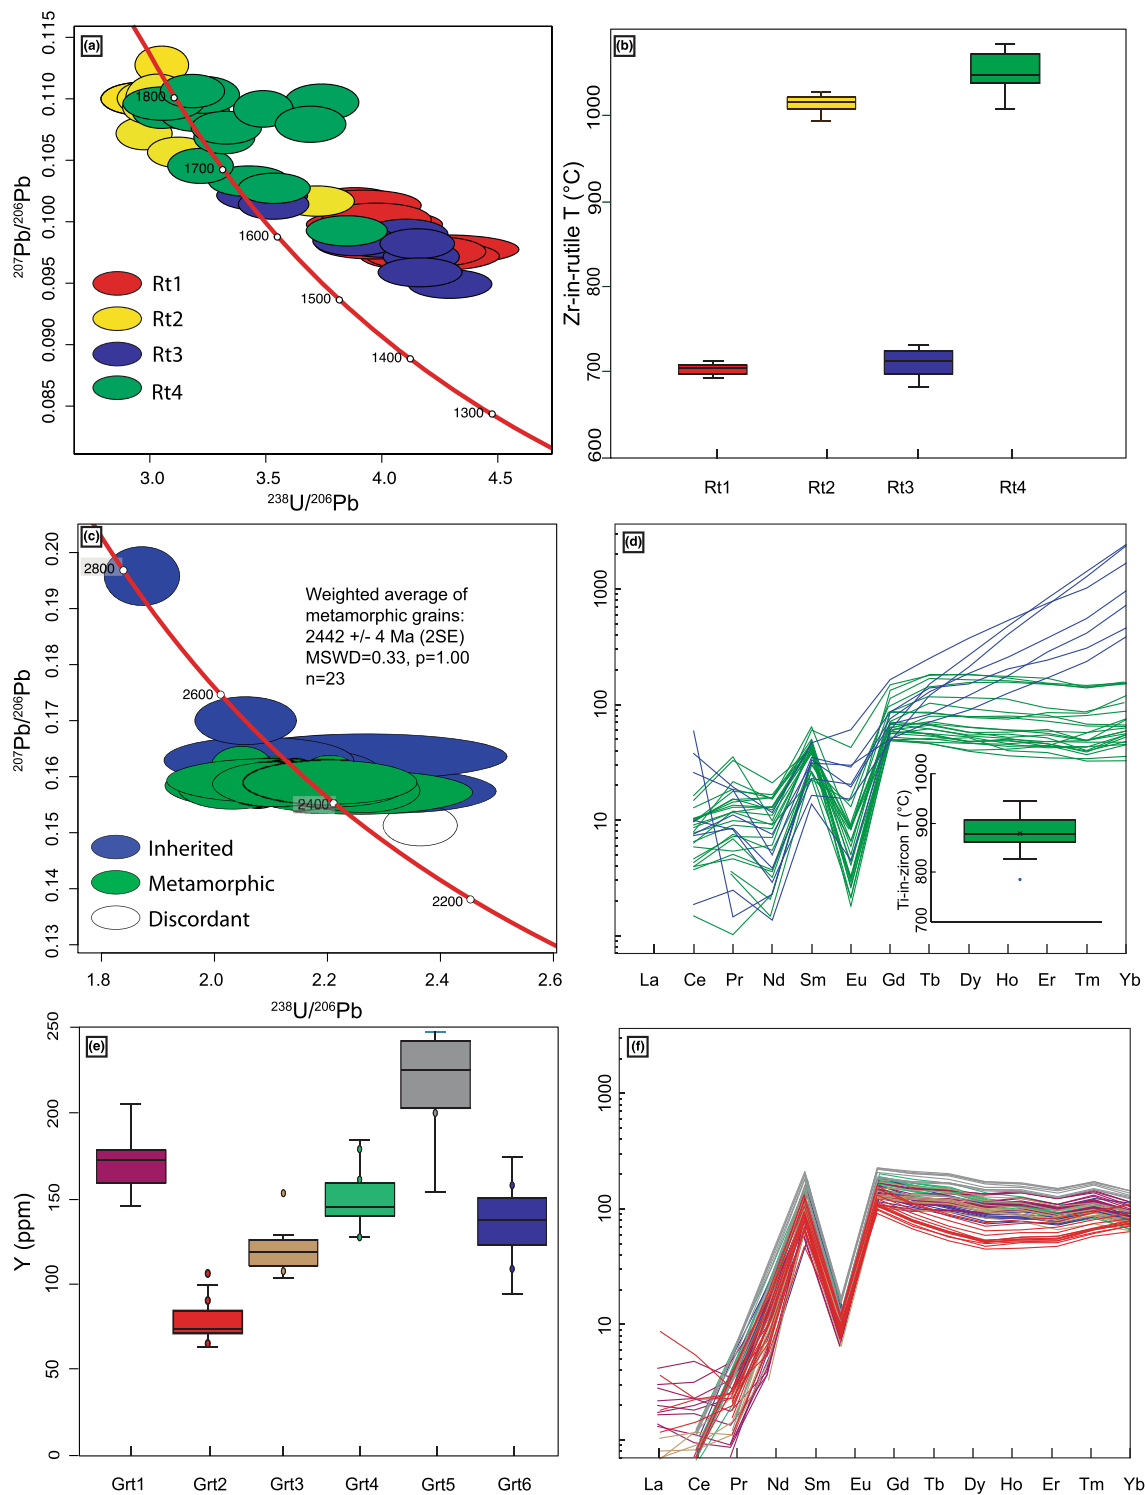 (a)
0.115
0.110
0.105
0.100
0.095
0.090
0.085
207Pb/206Pb
1800
1700
1600
1500
1400
1300
Rt1
Rt2
Rt3
Rt4
3.0 3.5 4.0 4.5
238U/206Pb
(b)
1000
900
800
700
600
Zr-in-rutile T (°C)
Rt1 Rt2 Rt3 Rt4
(c)
0.20
0.19
0.18
0.17
0.16
0.15
0.14
0.13
207Pb/206Pb
2800
2600
2400
2200
Weighted average of
metamorphic grains:
2442 +/- 4 Ma (2SE)
MSWD=0.33, p=1.00
n=23
Inherited
Metamorphic
Discordant
1.8 2.0 2.2 2.4 2.6
238U/206Pb
(d)
1000
100
10
Ti-in-zircon T (°C)
1000
900
800
700
La Ce Pr Nd Sm Eu Gd Tb Dy Ho Er Tm Yb
(e)
250
200
150
100
50
0
Y (ppm)
Grt1 Grt2 Grt3 Grt4 Grt5 Grt6
(f)
1000
100
10
La Ce Pr Nd Sm Eu Gd Tb Dy Ho Er Tm Yb